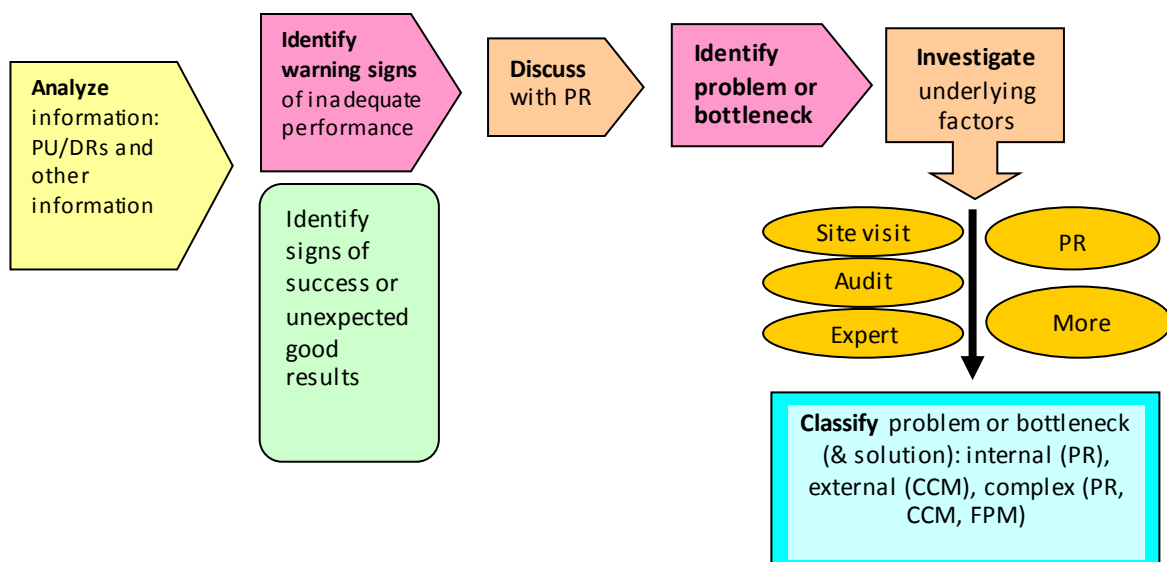 Analyze
information:
PU/DRs and
other
information
Identify
warning signs
of inadequate
performance
Identify
signs of
success or
unexpected
good
results
Discuss
with PR
Identify
problem or
bottleneck
Investigate
underlying
factors
Site visit
Audit
Expert
PR
More
Classify problem or bottleneck
(& solution): internal (PR),
external (CCM), complex (PR,
CCM, FPM)